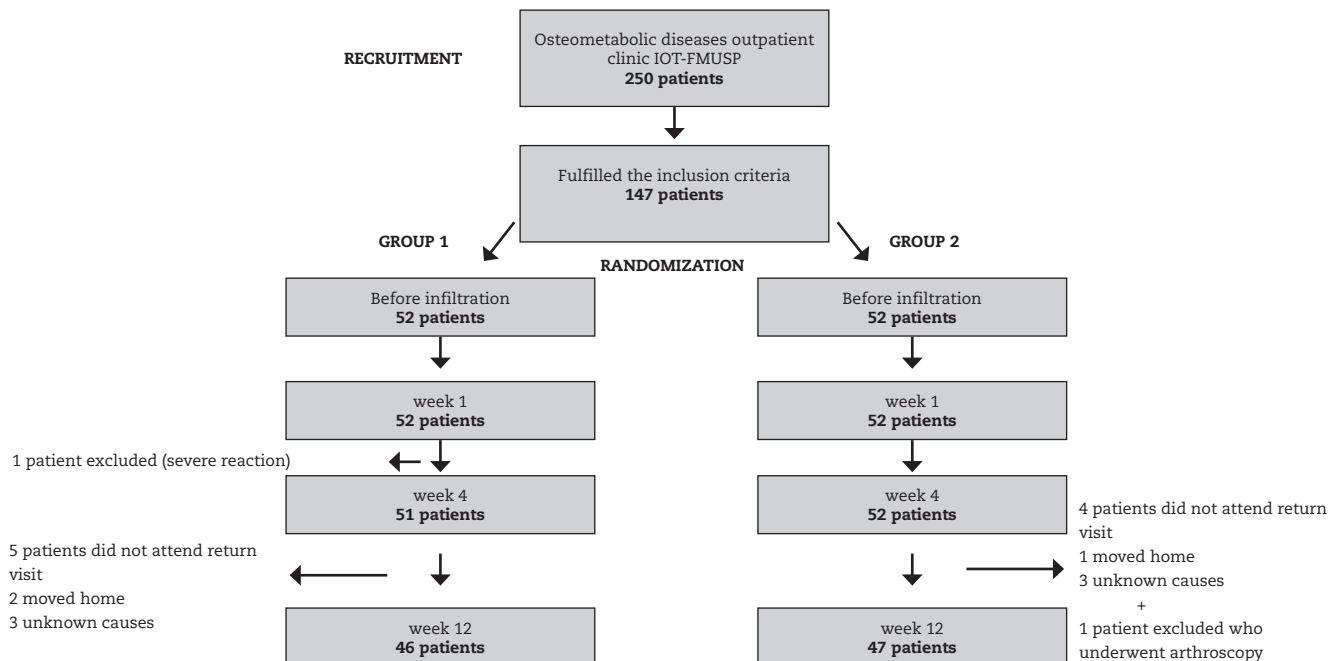 Osteometabolic diseases outpatient
clinic IOT-FMUSP
250 patients
RECRUITMENT
Fulfilled the inclusion criteria
147 patients
GROUP 1
GROUP 2
RANDOMIZATION
Before infiltration
52 patients
Before infiltration
52 patients
week 1
52 patients
week 1
52 patients
1 patient excluded (severe reaction)
week 4
51 patients
week 4
52 patients
5 patients did not attend return
visit
2 moved home
3 unknown causes
4 patients did not attend return
visit
1 moved home
3 unknown causes
+
1 patient excluded who
underwent arthroscopy
week 12
46 patients
week 12
47 patients